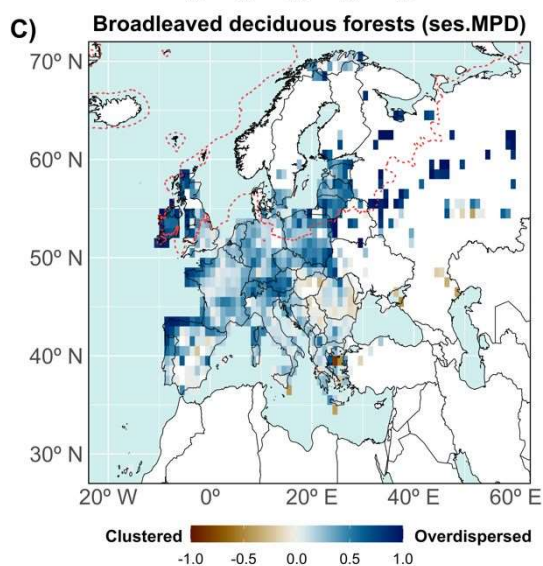 C)
Broadleaved deciduous forests (ses.MPD)
70º N
60º N
50º N
40º N
30º N
20º W 0º 20º E 40º E 60º E
Clustered Overdispersed
-1.0 -0.5 0.0 0.5 1.0